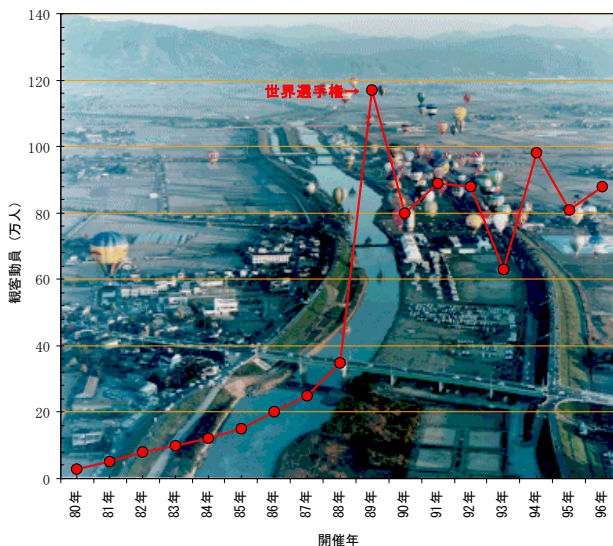 140
120
100
80
60
40
20
0
観客動員（万人）
世界選手権→
80年
81年
82年
83年
84年
85年
86年
87年
88年
89年
90年
91年
92年
93年
94年
95年
96年
開催年